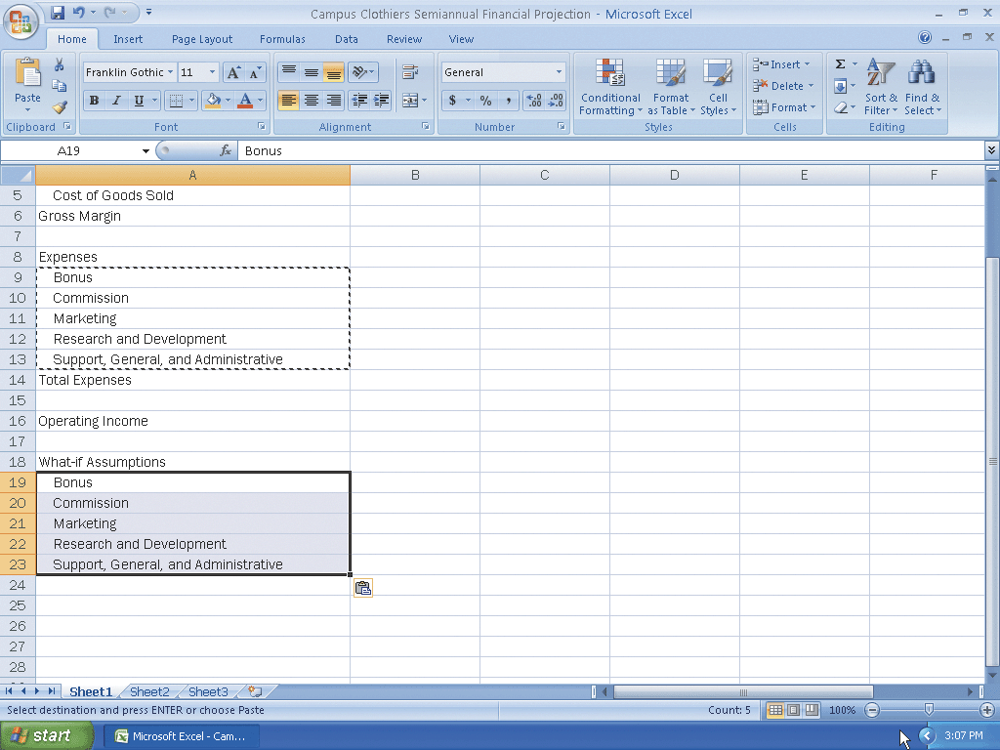 Campus Clothiers Semiannual Financial Projection - Microsoft Excel
Home Insert Page Layout Formulas Data Review View
Paste
Clipboard
Franklin Gothic 11 A A
B I U A
Font
Alignment
General
$ % , .00 .00
Number
Conditional Formatting
Format as Table
Cell Styles
Styles
Insert
Delete
Format
Cells
Σ
Sort & Filter
Find & Select
Editing
A19 fx Bonus
A B C D E F
5 Cost of Goods Sold
6 Gross Margin
7
8 Expenses
9 Bonus
10 Commission
11 Marketing
12 Research and Development
13 Support, General, and Administrative
14 Total Expenses
15
16 Operating Income
17
18 What-if Assumptions
19 Bonus
20 Commission
21 Marketing
22 Research and Development
23 Support, General, and Administrative
24
25
26
27
28
Sheet1 Sheet2 Sheet3
Select destination and press ENTER or choose Paste Count: 5 100%
start Microsoft Excel - Cam... 3:07 PM